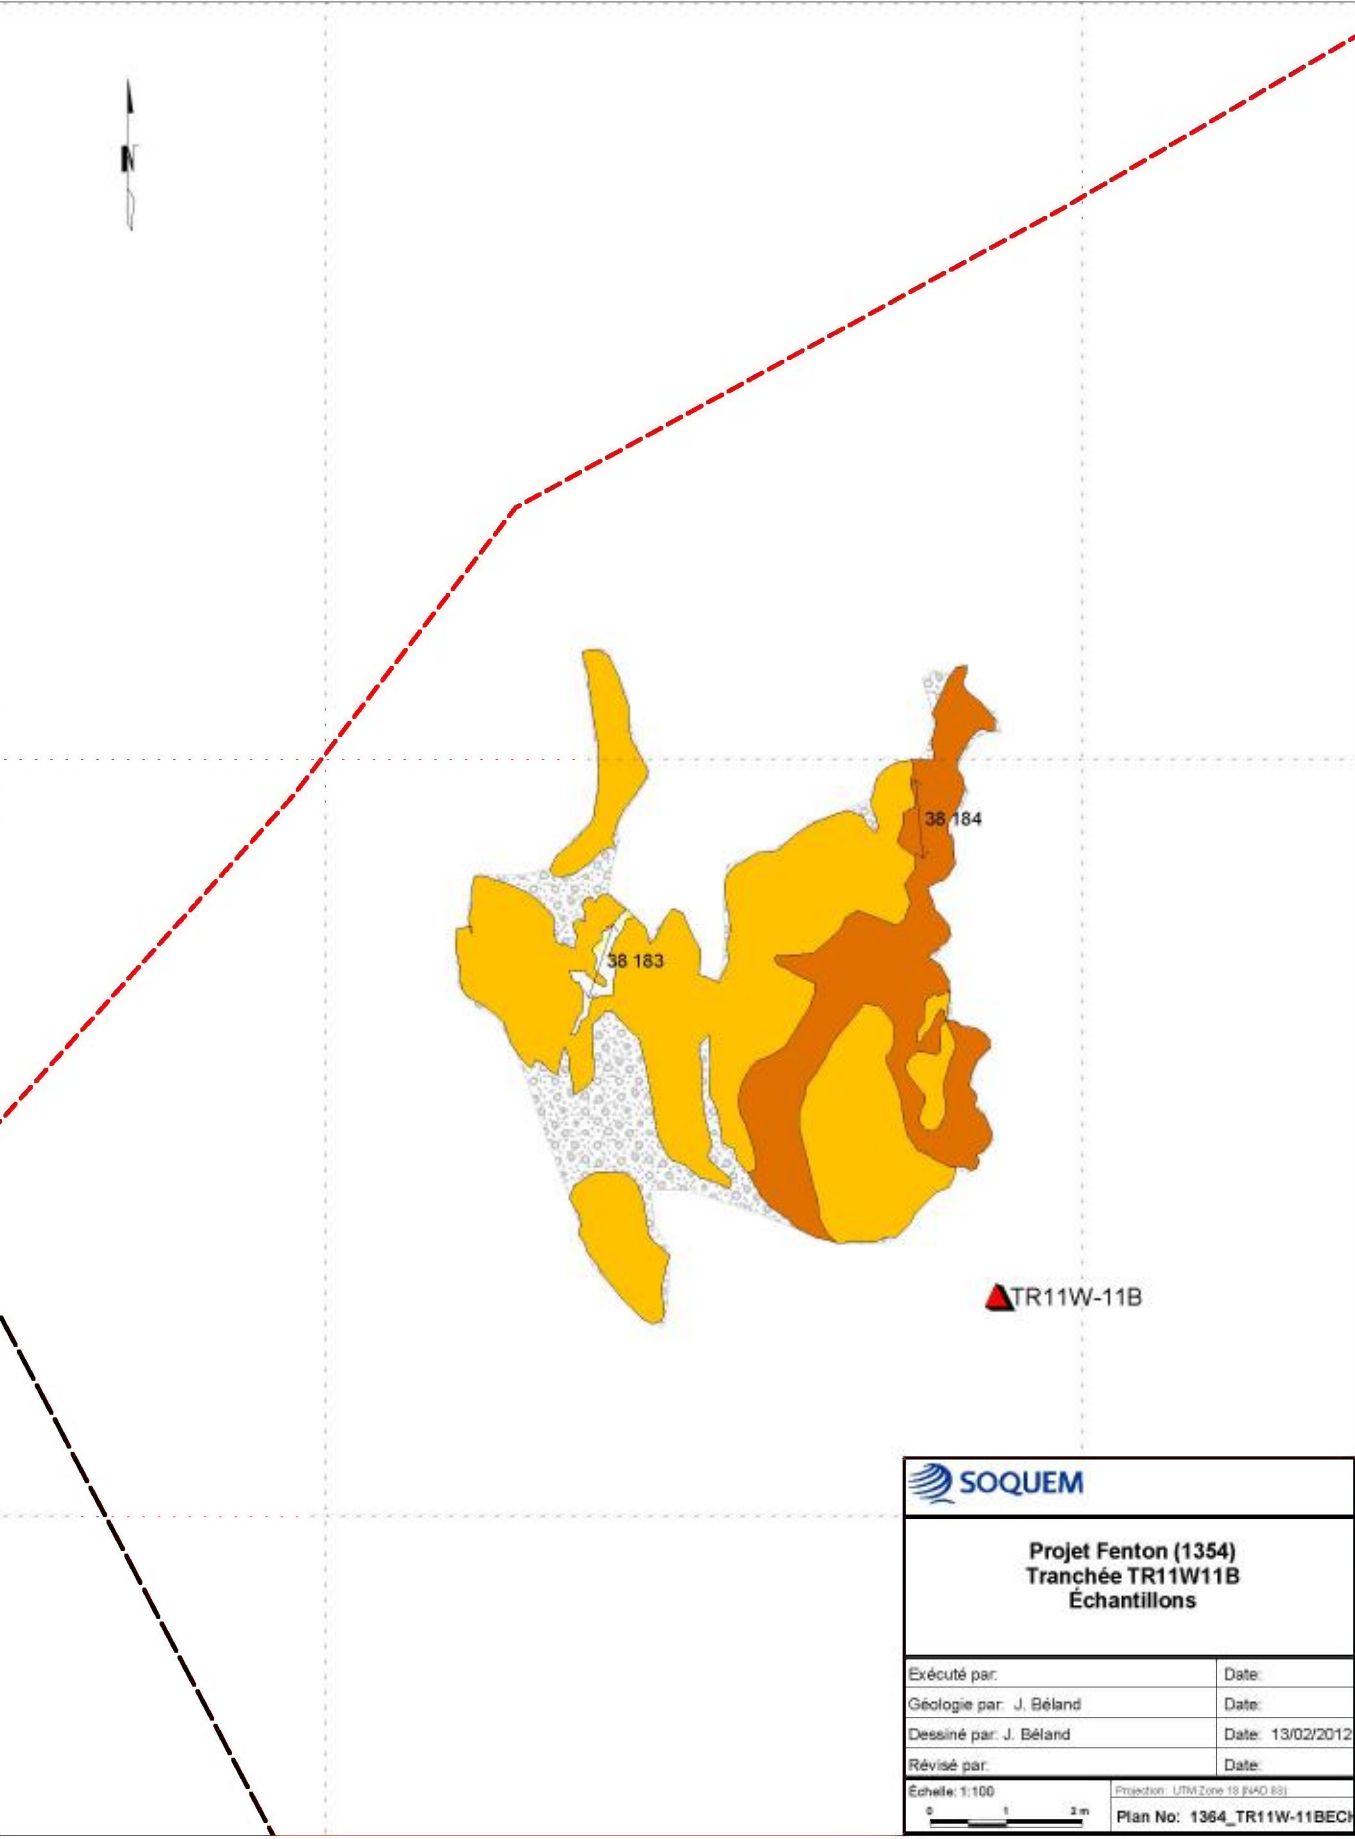 N
38 184
38 183
TR11W-11B
SOQUEM
Projet Fenton (1354)
Tranchée TR11W11B
Échantillons
Exécuté par: Date:
Géologie par: J. Béland Date:
Dessiné par: J. Béland Date: 13/02/2012
Révisé par: Date:
Échelle: 1:100
Projection: UTM Zone 18 (NAD 83)
0 1 2 m
Plan No: 1364_TR11W-11BECH